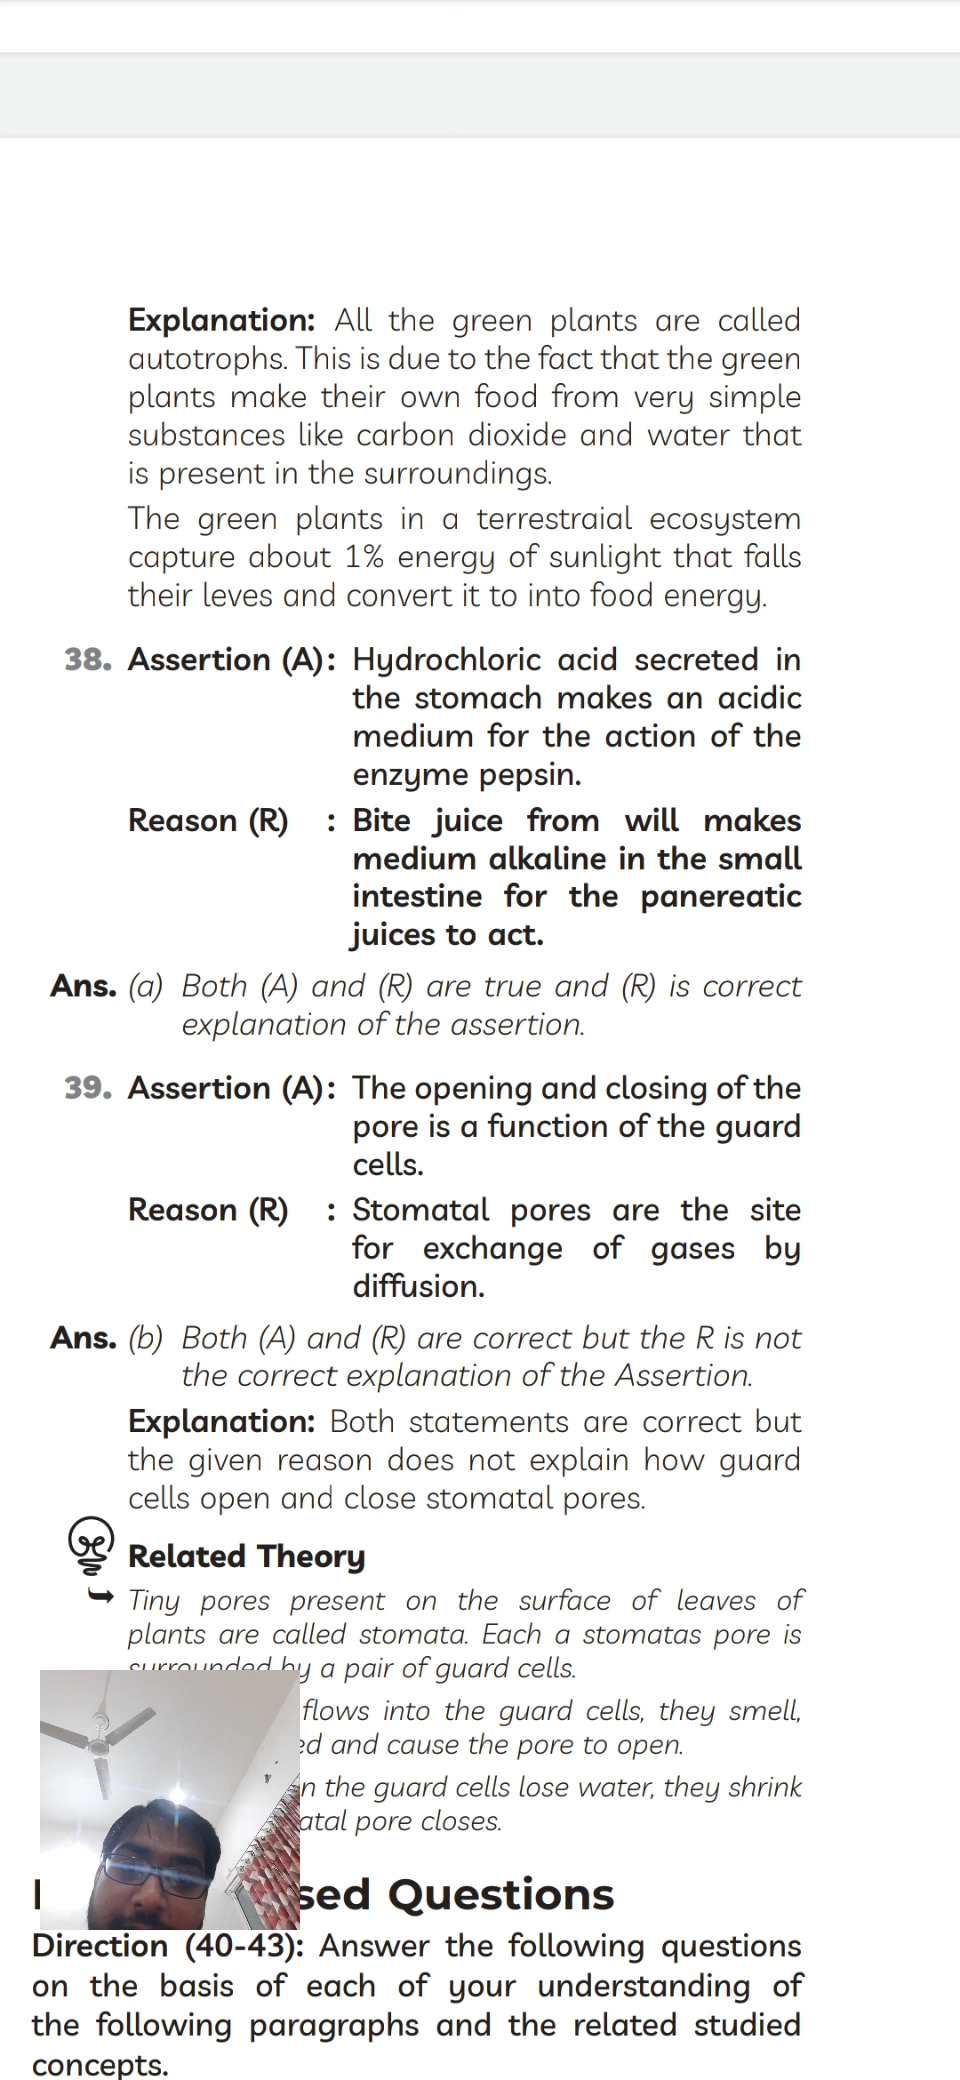 Explanation: All the green plants are called
autotrophs. This is due to the fact that the green
plants make their own food from very simple
substances like carbon dioxide and water that
is present in the surroundings.
The green plants in a terrestraial ecosystem
capture about 1% energy of sunlight that falls
their leves and convert it to into food energy.
38. Assertion (A): Hydrochloric acid secreted in
the stomach makes an acidic
medium for the action of the
enzyme pepsin.
Reason (R) : Bite juice from will makes
medium alkaline in the small
intestine for the panereatic
juices to act.
Ans. (a) Both (A) and (R) are true and (R) is correct
explanation of the assertion.
39. Assertion (A): The opening and closing of the
pore is a function of the guard
cells.
Reason (R) : Stomatal pores are the site
for exchange of gases by
diffusion.
Ans. (b) Both (A) and (R) are correct but the R is not
the correct explanation of the Assertion.
Explanation: Both statements are correct but
the given reason does not explain how guard
cells open and close stomatal pores.
Related Theory
Tiny pores present on the surface of leaves of
plants are called stomata. Each a stomatas pore is
surrounded by a pair of guard cells.
flows into the guard cells, they smell,
and cause the pore to open.
the guard cells lose water, they shrink
pore closes.
Questions
Direction (40-43): Answer the following questions
on the basis of each of your understanding of
the following paragraphs and the related studied
concepts.